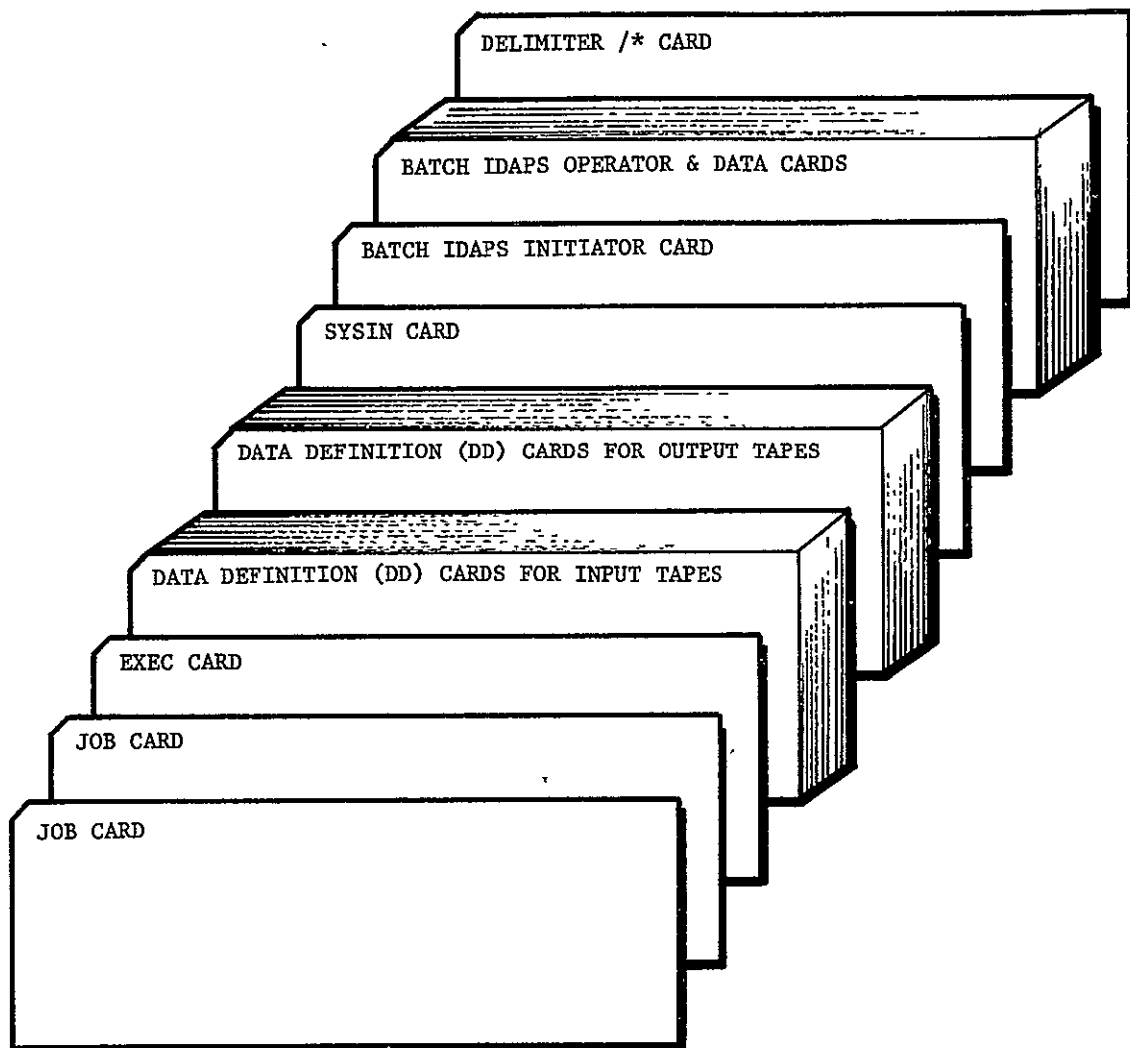 DELIMITER /* CARD
BATCH IDAPS OPERATOR & DATA CARDS
BATCH IDAPS INITIATOR CARD
SYSIN CARD
DATA DEFINITION (DD) CARDS FOR OUTPUT TAPES
DATA DEFINITION (DD) CARDS FOR INPUT TAPES
EXEC CARD
JOB CARD
JOB CARD